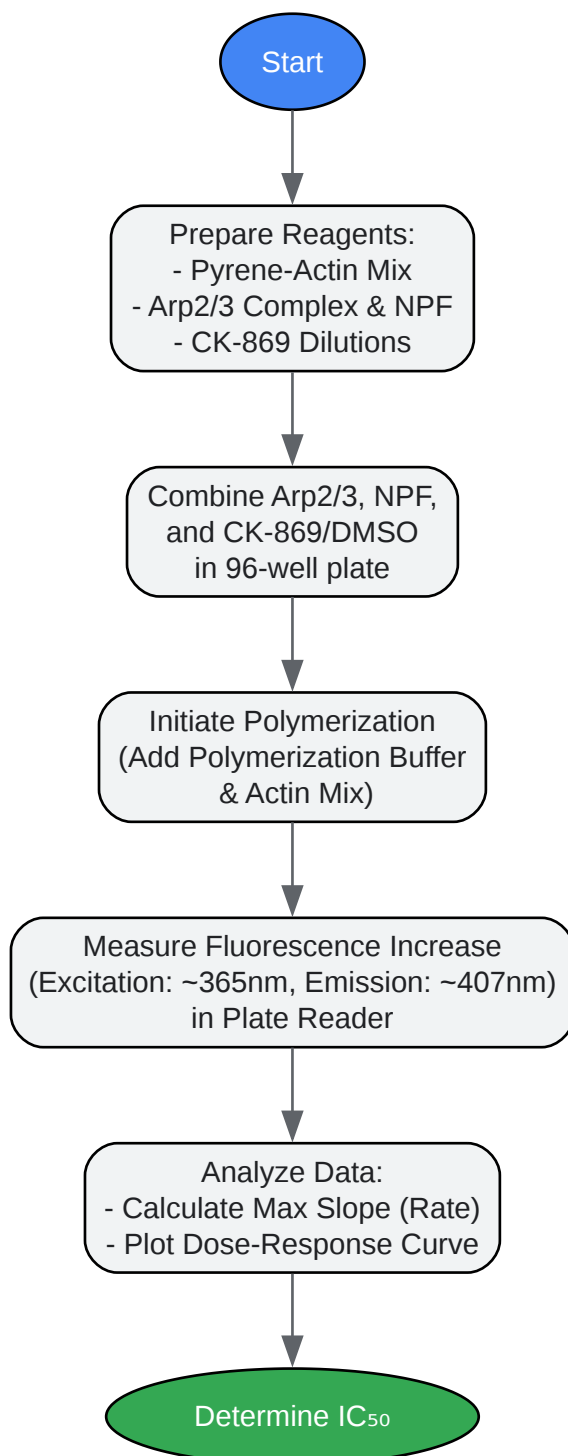 Start
Prepare Reagents:
- Pyrene-Actin Mix
- Arp2/3 Complex & NPF
- CK-869 Dilutions
Combine Arp2/3, NPF,
and CK-869/DMSO
in 96-well plate
Initiate Polymerization
(Add Polymerization Buffer
& Actin Mix)
Measure Fluorescence Increase
(Excitation: ~365nm, Emission: ~407nm)
in Plate Reader
Analyze Data:
- Calculate Max Slope (Rate)
- Plot Dose-Response Curve
Determine IC₅₀